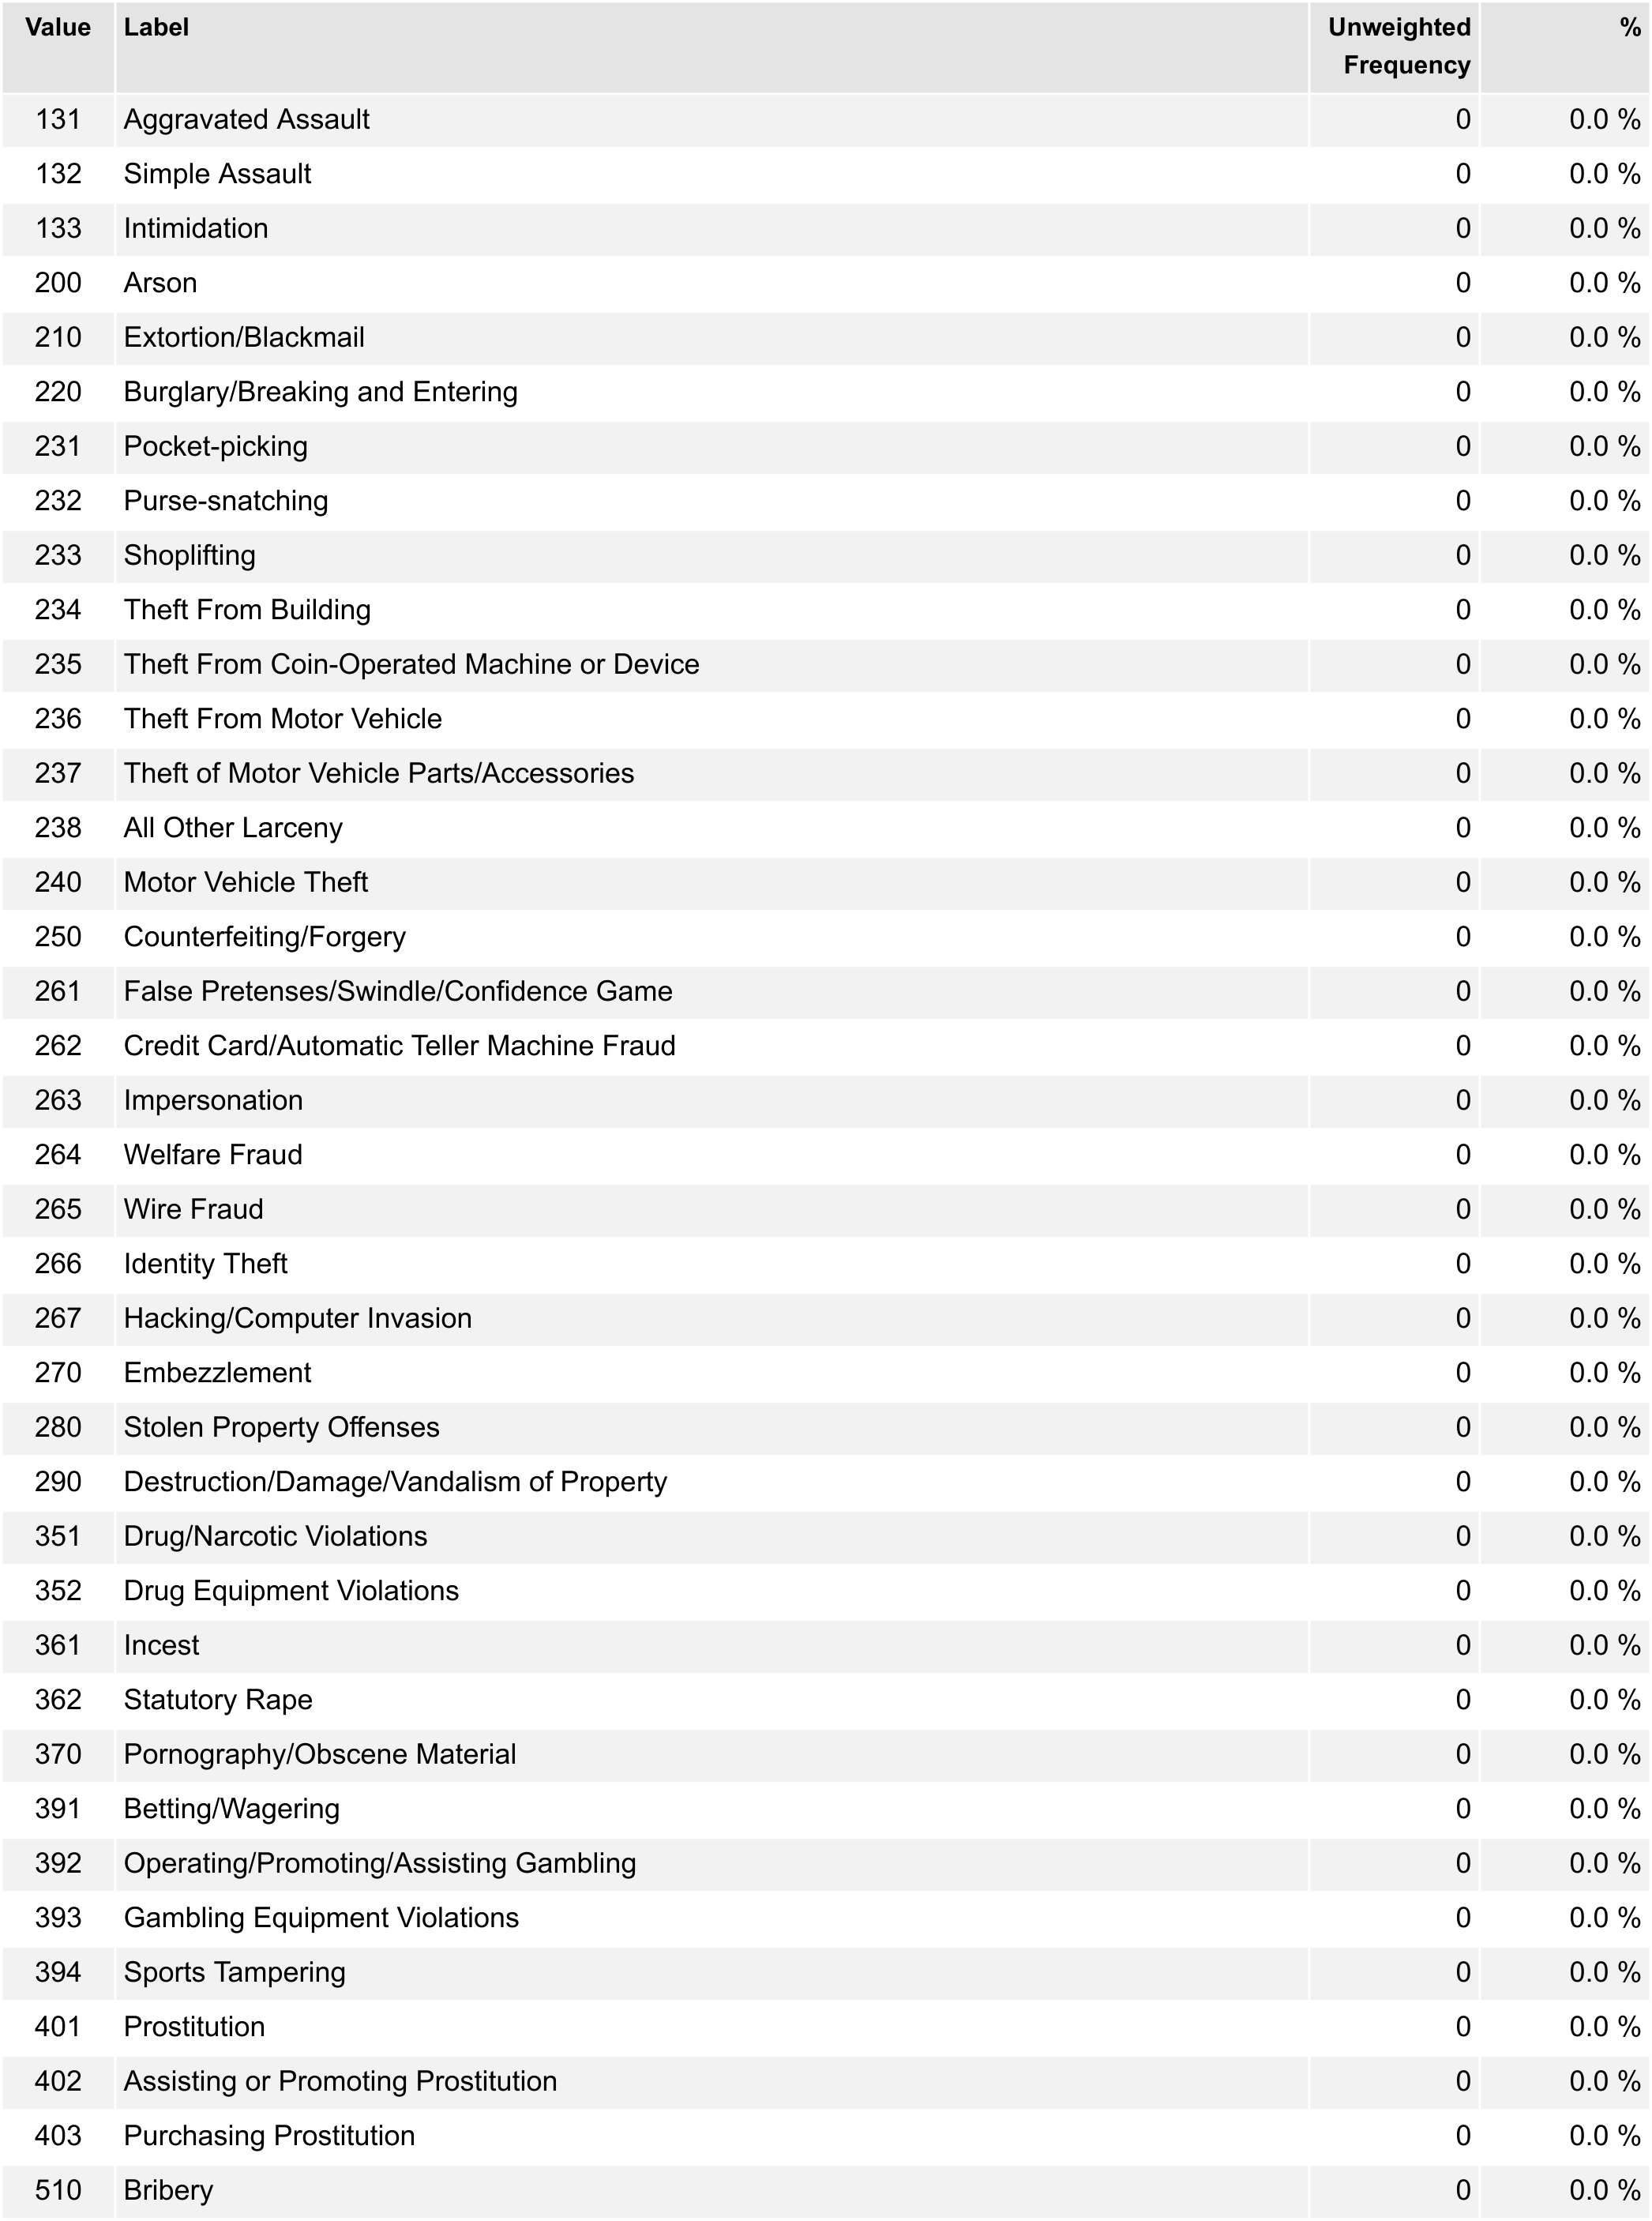 Value Label Unweighted Frequency %
131 Aggravated Assault 0 0.0 %
132 Simple Assault 0 0.0 %
133 Intimidation 0 0.0 %
200 Arson 0 0.0 %
210 Extortion/Blackmail 0 0.0 %
220 Burglary/Breaking and Entering 0 0.0 %
231 Pocket-picking 0 0.0 %
232 Purse-snatching 0 0.0 %
233 Shoplifting 0 0.0 %
234 Theft From Building 0 0.0 %
235 Theft From Coin-Operated Machine or Device 0 0.0 %
236 Theft From Motor Vehicle 0 0.0 %
237 Theft of Motor Vehicle Parts/Accessories 0 0.0 %
238 All Other Larceny 0 0.0 %
240 Motor Vehicle Theft 0 0.0 %
250 Counterfeiting/Forgery 0 0.0 %
261 False Pretenses/Swindle/Confidence Game 0 0.0 %
262 Credit Card/Automatic Teller Machine Fraud 0 0.0 %
263 Impersonation 0 0.0 %
264 Welfare Fraud 0 0.0 %
265 Wire Fraud 0 0.0 %
266 Identity Theft 0 0.0 %
267 Hacking/Computer Invasion 0 0.0 %
270 Embezzlement 0 0.0 %
280 Stolen Property Offenses 0 0.0 %
290 Destruction/Damage/Vandalism of Property 0 0.0 %
351 Drug/Narcotic Violations 0 0.0 %
352 Drug Equipment Violations 0 0.0 %
361 Incest 0 0.0 %
362 Statutory Rape 0 0.0 %
370 Pornography/Obscene Material 0 0.0 %
391 Betting/Wagering 0 0.0 %
392 Operating/Promoting/Assisting Gambling 0 0.0 %
393 Gambling Equipment Violations 0 0.0 %
394 Sports Tampering 0 0.0 %
401 Prostitution 0 0.0 %
402 Assisting or Promoting Prostitution 0 0.0 %
403 Purchasing Prostitution 0 0.0 %
510 Bribery 0 0.0 %